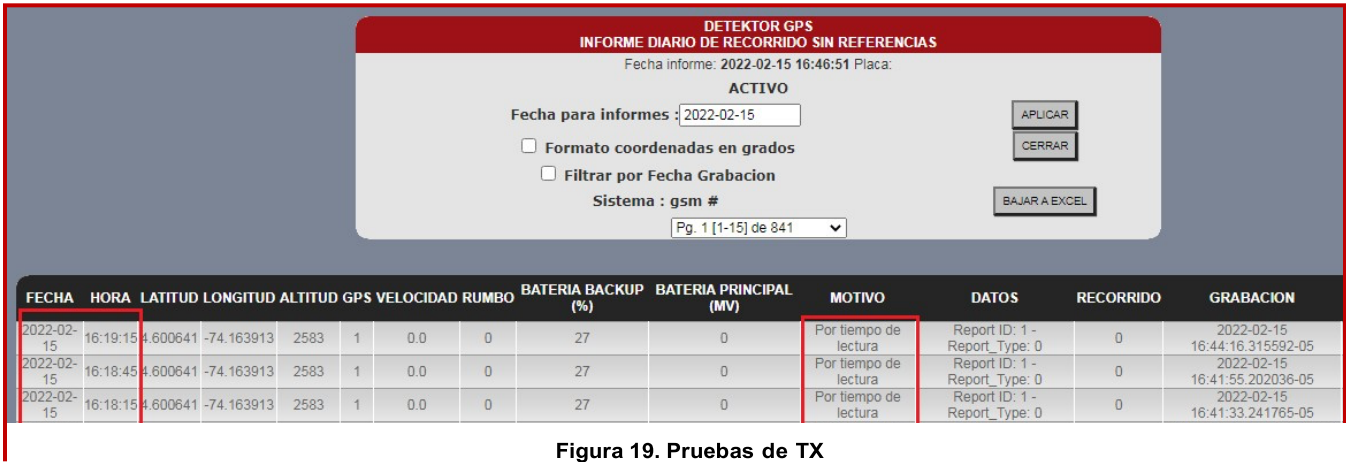 DETEKTOR GPS
INFORME DIARIO DE RECORRIDO SIN REFERENCIAS
Fecha informe: 2022-02-15 16:46:51 Placa:
ACTIVO
Fecha para informes : 2022-02-15 APLICAR
Formato coordenadas en grados CERRAR
Filtrar por Fecha Grabacion
Sistema : gsm # BAJAR A EXCEL
Pg. 1 [1-15] de 841
FECHA HORA LATITUD LONGITUD ALTITUD GPS VELOCIDAD RUMBO BATERIA BACKUP (%) BATERIA PRINCIPAL (MV) MOTIVO DATOS RECORRIDO GRABACION
2022-02-15 16:19:15 4.600641 -74.163913 2583 1 0.0 0 27 0 Por tiempo de lectura Report ID: 1 - Report_Type: 0 0 2022-02-15 16:44:16.315592-05
2022-02-15 16:18:45 4.600641 -74.163913 2583 1 0.0 0 27 0 Por tiempo de lectura Report ID: 1 - Report_Type: 0 0 2022-02-15 16:41:55.202036-05
2022-02-15 16:18:15 4.600641 -74.163913 2583 1 0.0 0 27 0 Por tiempo de lectura Report ID: 1 - Report_Type: 0 0 2022-02-15 16:41:33.241765-05
Figura 19. Pruebas de TX